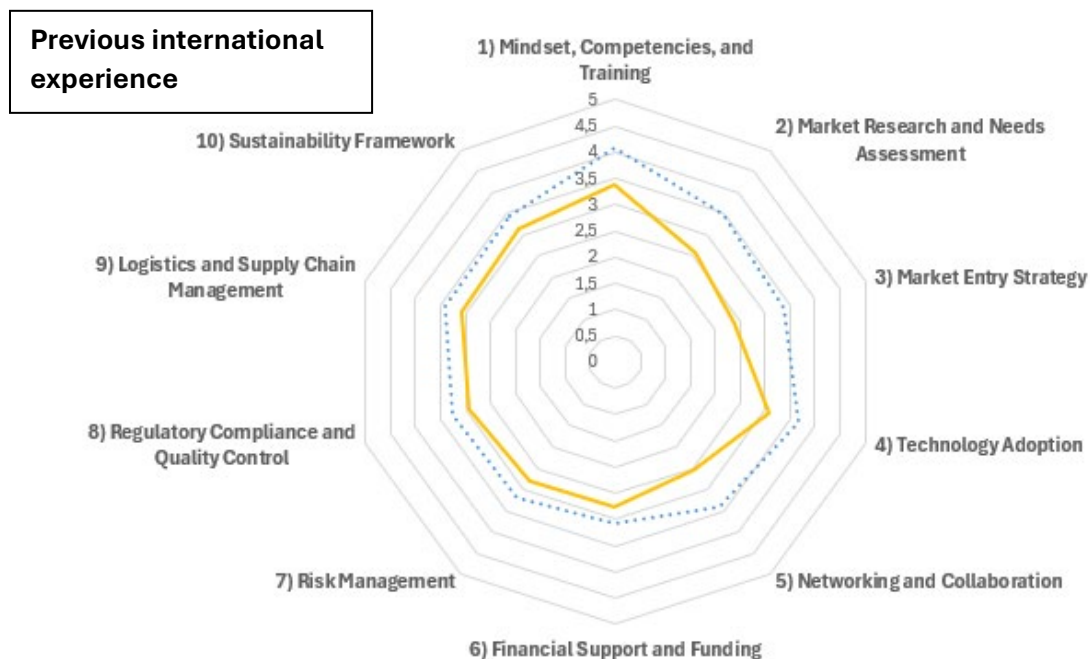 Previous international
experience
1) Mindset, Competencies, and
Training
2) Market Research and Needs
Assessment
3) Market Entry Strategy
4) Technology Adoption
5) Networking and Collaboration
6) Financial Support and Funding
7) Risk Management
8) Regulatory Compliance and
Quality Control
9) Logistics and Supply Chain
Management
10) Sustainability Framework
5
4,5
4
3,5
3
2,5
2
1,5
1
0,5
0